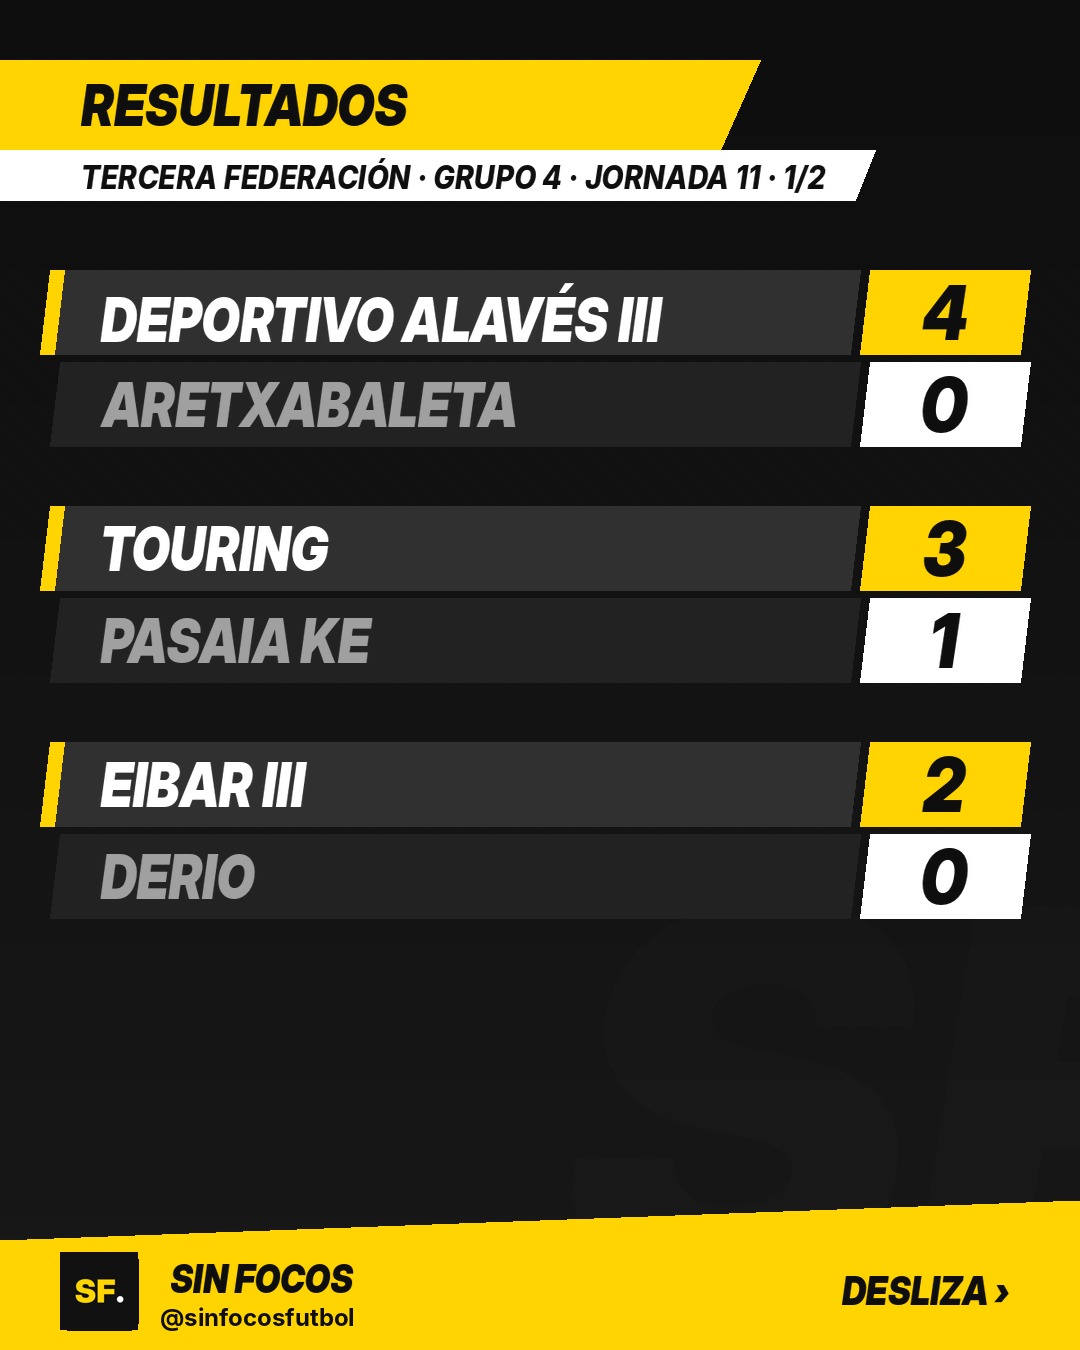 RESULTADOS
TERCERA FEDERACIÓN · GRUPO 4 · JORNADA 11 · 1/2
DEPORTIVO ALAVÉS III 4
ARETXABALETA 0
TOURING 3
PASAIA KE 1
EIBAR III 2
DERIO 0
SF
SF.
SIN FOCOS
@sinfocosfutbol
DESLIZA ›